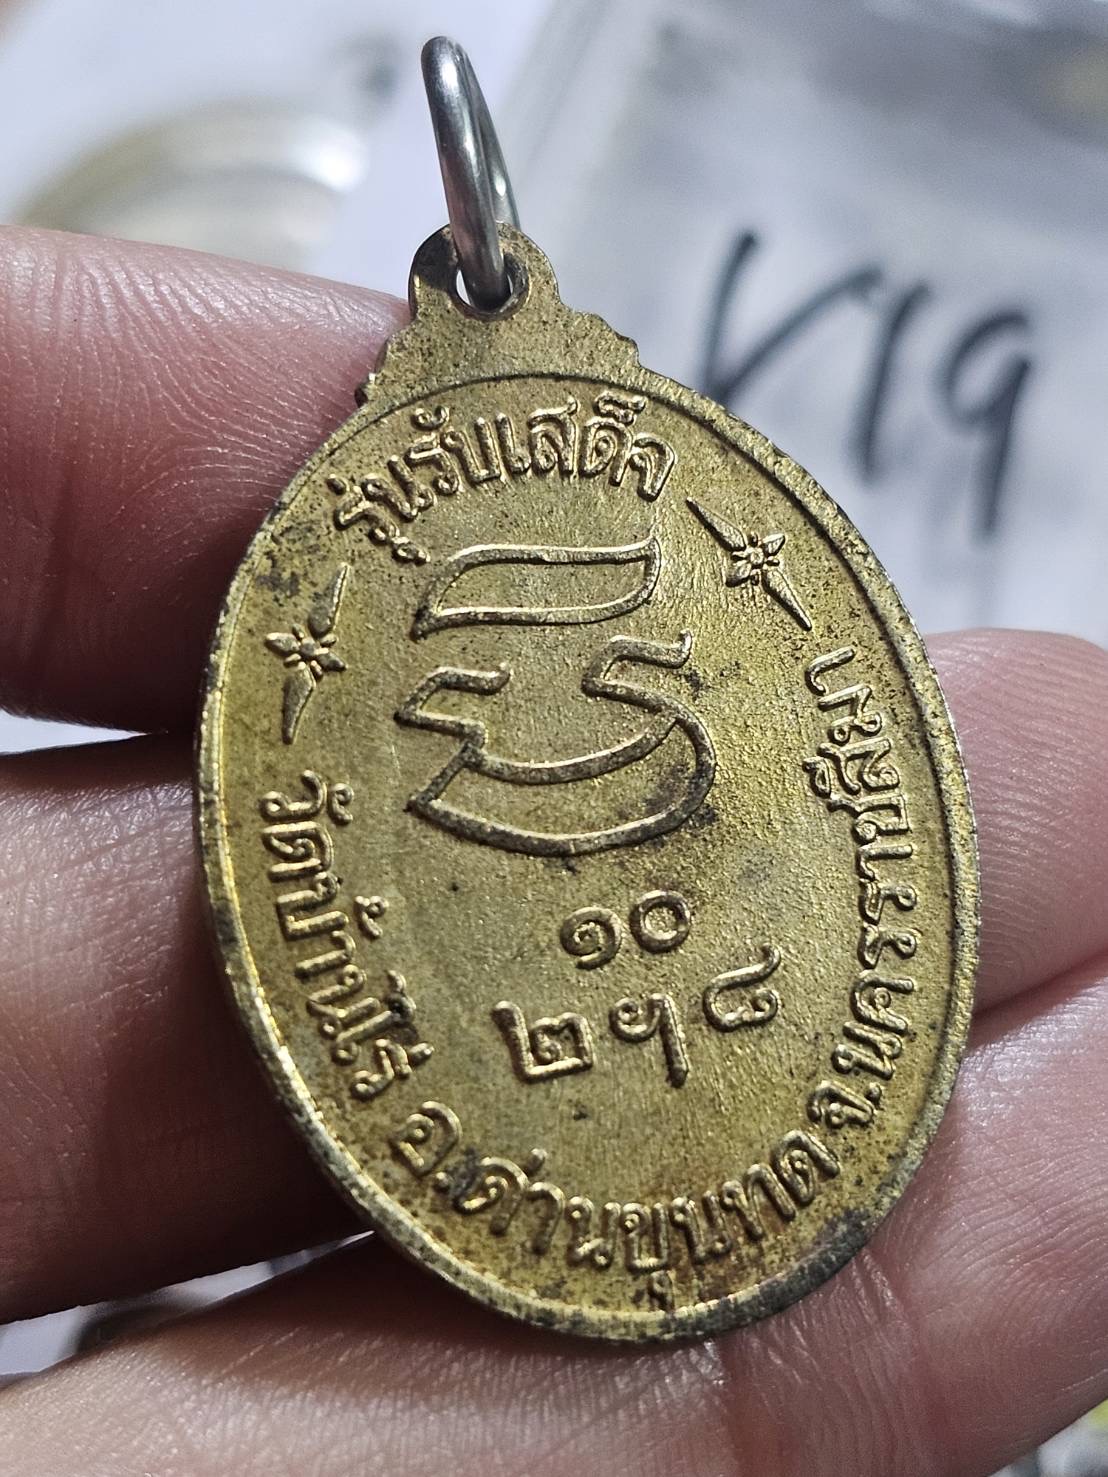 รุ่นรับเสด็จ
๑๐
๒๓๘
วัดบ้านไร่ อ.ด่านขุนทด จ.นครราชสีมา
V19